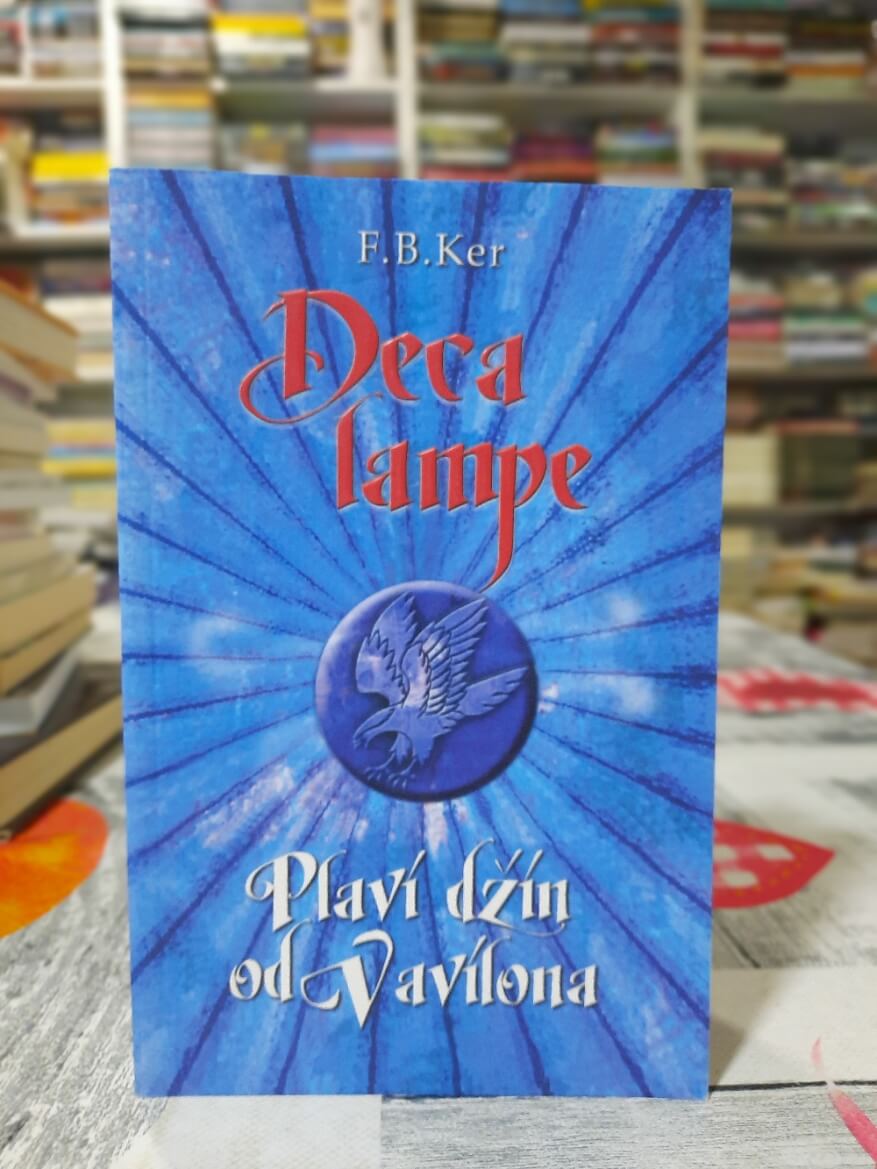 F.B.Ker
Deca
lampe
Plavi džin
od Vavilona